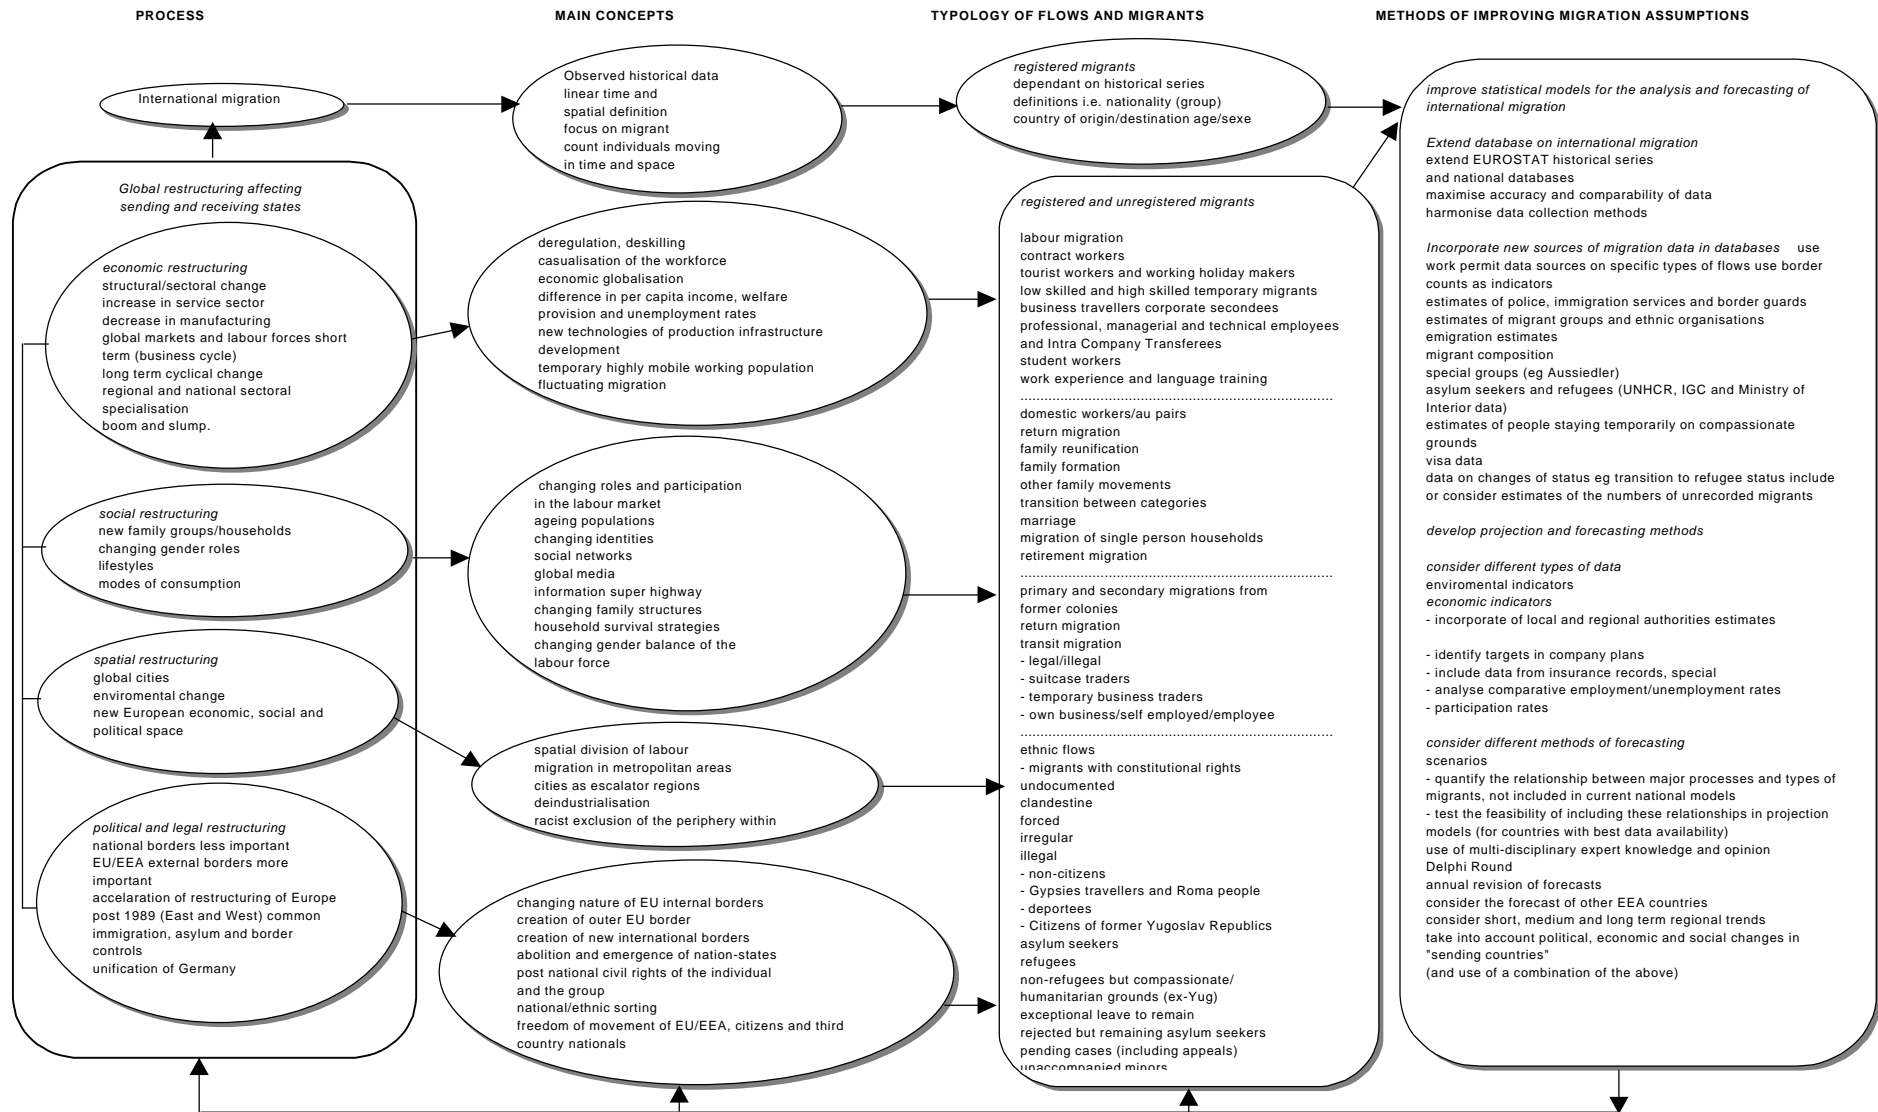 PROCESS
MAIN CONCEPTS
TYPOLOGY OF FLOWS AND MIGRANTS
METHODS OF IMPROVING MIGRATION ASSUMPTIONS
International migration
Global restructuring affecting
sending and receiving states
economic restructuring
structural/sectoral change
increase in service sector
decrease in manufacturing
global markets and labour forces short
term (business cycle)
long term cyclical change
regional and national sectoral
specialisation
boom and slump.
social restructuring
new family groups/households
changing gender roles
lifestyles
modes of consumption
spatial restructuring
global cities
enviromental change
new European economic, social and
political space
political and legal restructuring
national borders less important
EU/EEA external borders more
important
accelaration of restructuring of Europe
post 1989 (East and West) common
immigration, asylum and border
controls
unification of Germany
Observed historical data
linear time and
spatial definition
focus on migrant
count individuals moving
in time and space
deregulation, deskilling
casualisation of the workforce
economic globalisation
difference in per capita income, welfare
provision and unemployment rates
new technologies of production infrastructure
development
temporary highly mobile working population
fluctuating migration
changing roles and participation
in the labour market
ageing populations
changing identities
social networks
global media
information super highway
changing family structures
household survival strategies
changing gender balance of the
labour force
spatial division of labour
migration in metropolitan areas
cities as escalator regions
deindustrialisation
racist exclusion of the periphery within
changing nature of EU internal borders
creation of outer EU border
creation of new international borders
abolition and emergence of nation-states
post national civil rights of the individual
and the group
national/ethnic sorting
freedom of movement of EU/EEA, citizens and third
country nationals
registered migrants
dependant on historical series
definitions i.e. nationality (group)
country of origin/destination age/sexe
registered and unregistered migrants
labour migration
contract workers
tourist workers and working holiday makers
low skilled and high skilled temporary migrants
business travellers corporate secondees
professional, managerial and technical employees
and Intra Company Transferees
student workers
work experience and language training
domestic workers/au pairs
return migration
family reunification
family formation
other family movements
transition between categories
marriage
migration of single person households
retirement migration
primary and secondary migrations from
former colonies
return migration
transit migration
- legal/illegal
- suitcase traders
- temporary business traders
- own business/self employed/employee
ethnic flows
- migrants with constitutional rights
undocumented
clandestine
forced
irregular
illegal
- non-citizens
- Gypsies travellers and Roma people
- deportees
- Citizens of former Yugoslav Republics
asylum seekers
refugees
non-refugees but compassionate/
humanitarian grounds (ex-Yug)
exceptional leave to remain
rejected but remaining asylum seekers
pending cases (including appeals)
unaccompanied minors
improve statistical models for the analysis and forecasting of
international migration
Extend database on international migration
extend EUROSTAT historical series
and national databases
maximise accuracy and comparability of data
harmonise data collection methods
Incorporate new sources of migration data in databases use
work permit data sources on specific types of flows use border
counts as indicators
estimates of police, immigration services and border guards
estimates of migrant groups and ethnic organisations
emigration estimates
migrant composition
special groups (eg Aussiedler)
asylum seekers and refugees (UNHCR, IGC and Ministry of
Interior data)
estimates of people staying temporarily on compassionate
grounds
visa data
data on changes of status eg transition to refugee status include
or consider estimates of the numbers of unrecorded migrants
develop projection and forecasting methods
consider different types of data
enviromental indicators
economic indicators
- incorporate of local and regional authorities estimates
- identify targets in company plans
- include data from insurance records, special
- analyse comparative employment/unemployment rates
- participation rates
consider different methods of forecasting
scenarios
- quantify the relationship between major processes and types of
migrants, not included in current national models
- test the feasibility of including these relationships in projection
models (for countries with best data availability)
use of multi-disciplinary expert knowledge and opinion
Delphi Round
annual revision of forecasts
consider the forecast of other EEA countries
consider short, medium and long term regional trends
take into account political, economic and social changes in
"sending countries"
(and use of a combination of the above)